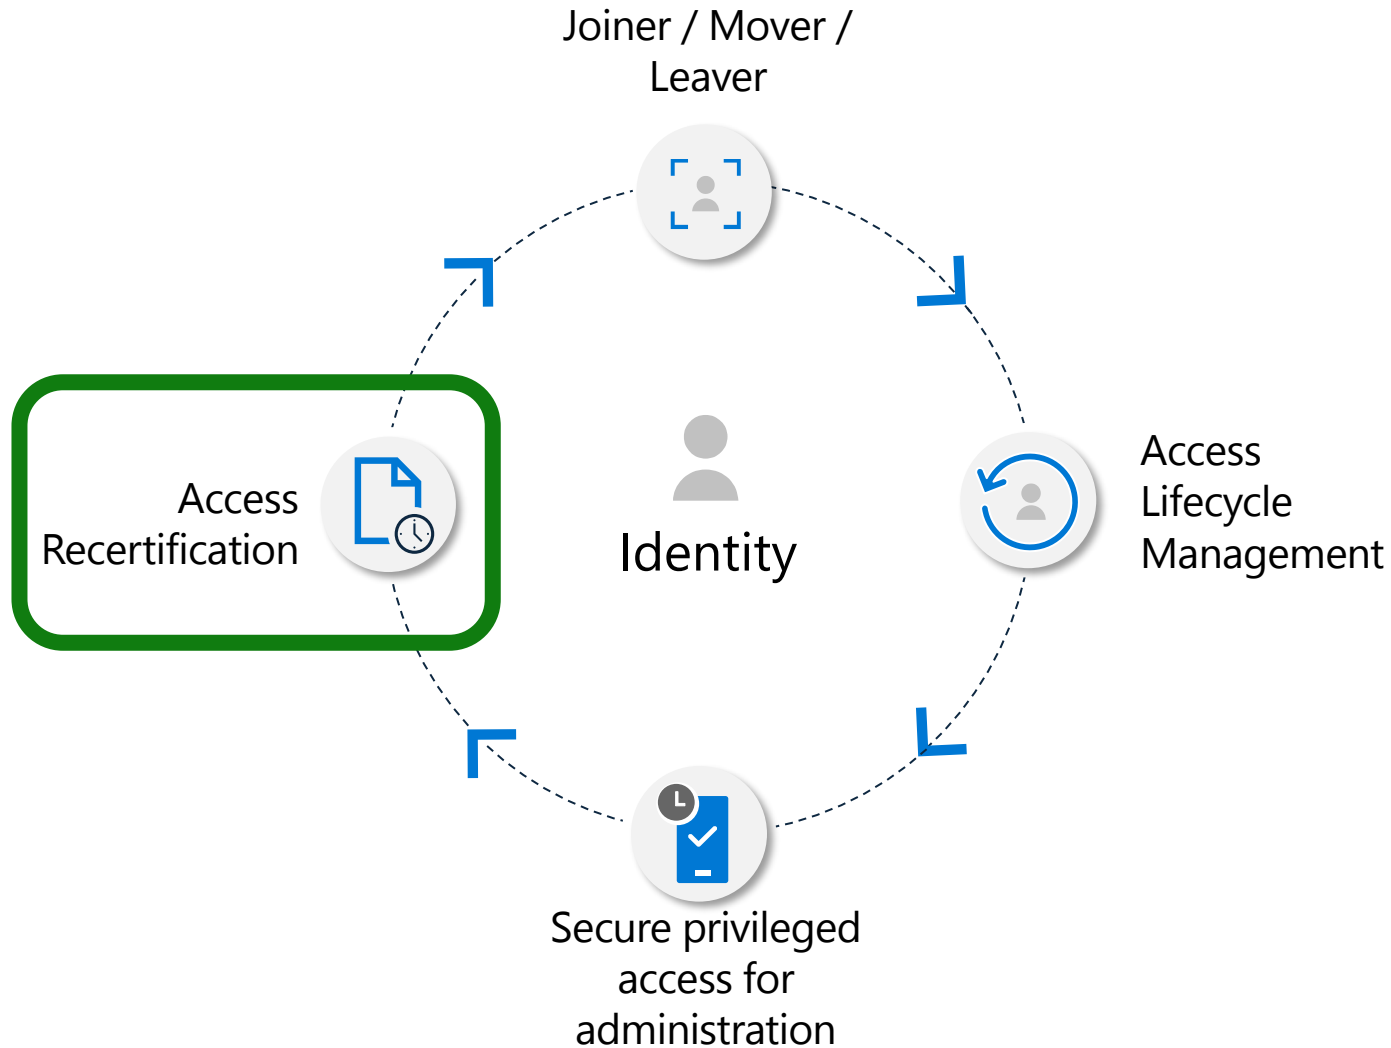 Joiner / Mover /
Leaver
Access
Recertification
Identity
Access
Lifecycle
Management
Secure privileged
access for
administration